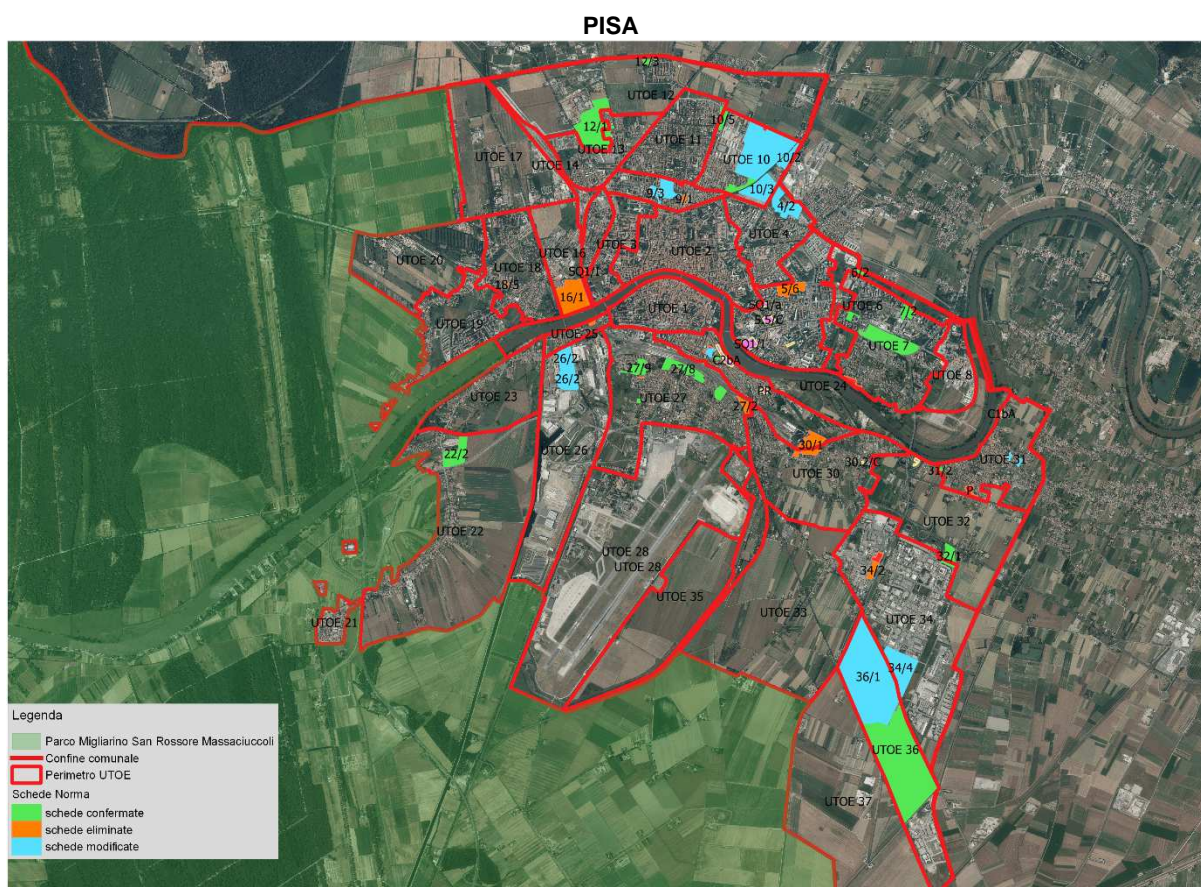 PISA
12/3
UTOE 12
10/5
12/1
UTOE 11
UTOE 13
UTOE 17
UTOE 14
UTOE 10
10/2
10/3
9/3
9/1
4/2
UTOE 4
UTOE 3
UTOE 2
UTOE 20
UTOE 18
UTOE 16
SQ1/1
18/5
16/1
5/6
6/2
UTOE 6
7/2
UTOE 19
UTOE 25
UTOE 1
SQ1/a
5.5/C
SQ1/1
UTOE 7
UTOE 8
26/2
26/2
C2bA
27/9
27/8
UTOE 24
UTOE 23
UTOE 27
PR
27/2
C1bA
22/2
UTOE 26
30/1
UTOE 30
30.2/C
31/2
UTOE 31
P
UTOE 22
UTOE 32
UTOE 28
UTOE 28
32/1
34/2
UTOE 21
UTOE 35
UTOE 33
UTOE 34
36/1
34/4
UTOE 36
UTOE 37
Legenda
Parco Migliarino San Rossore Massaciuccoli
Confine comunale
Perimetro UTOE
Schede Norma
schede confermate
schede eliminate
schede modificate